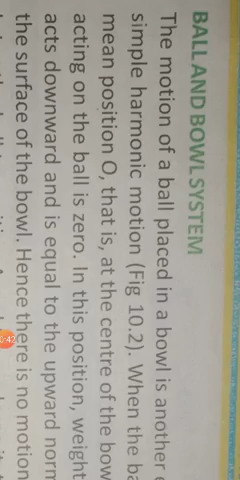 BALL AND BOWL SYSTEM
The motion of a ball placed in a bowl is another
simple harmonic motion (Fig 10.2). When the ba
mean position O, that is, at the centre of the bow
acting on the ball is zero. In this position, weight
acts downward and is equal to the upward norm
the surface of the bowl. Hence there is no motion